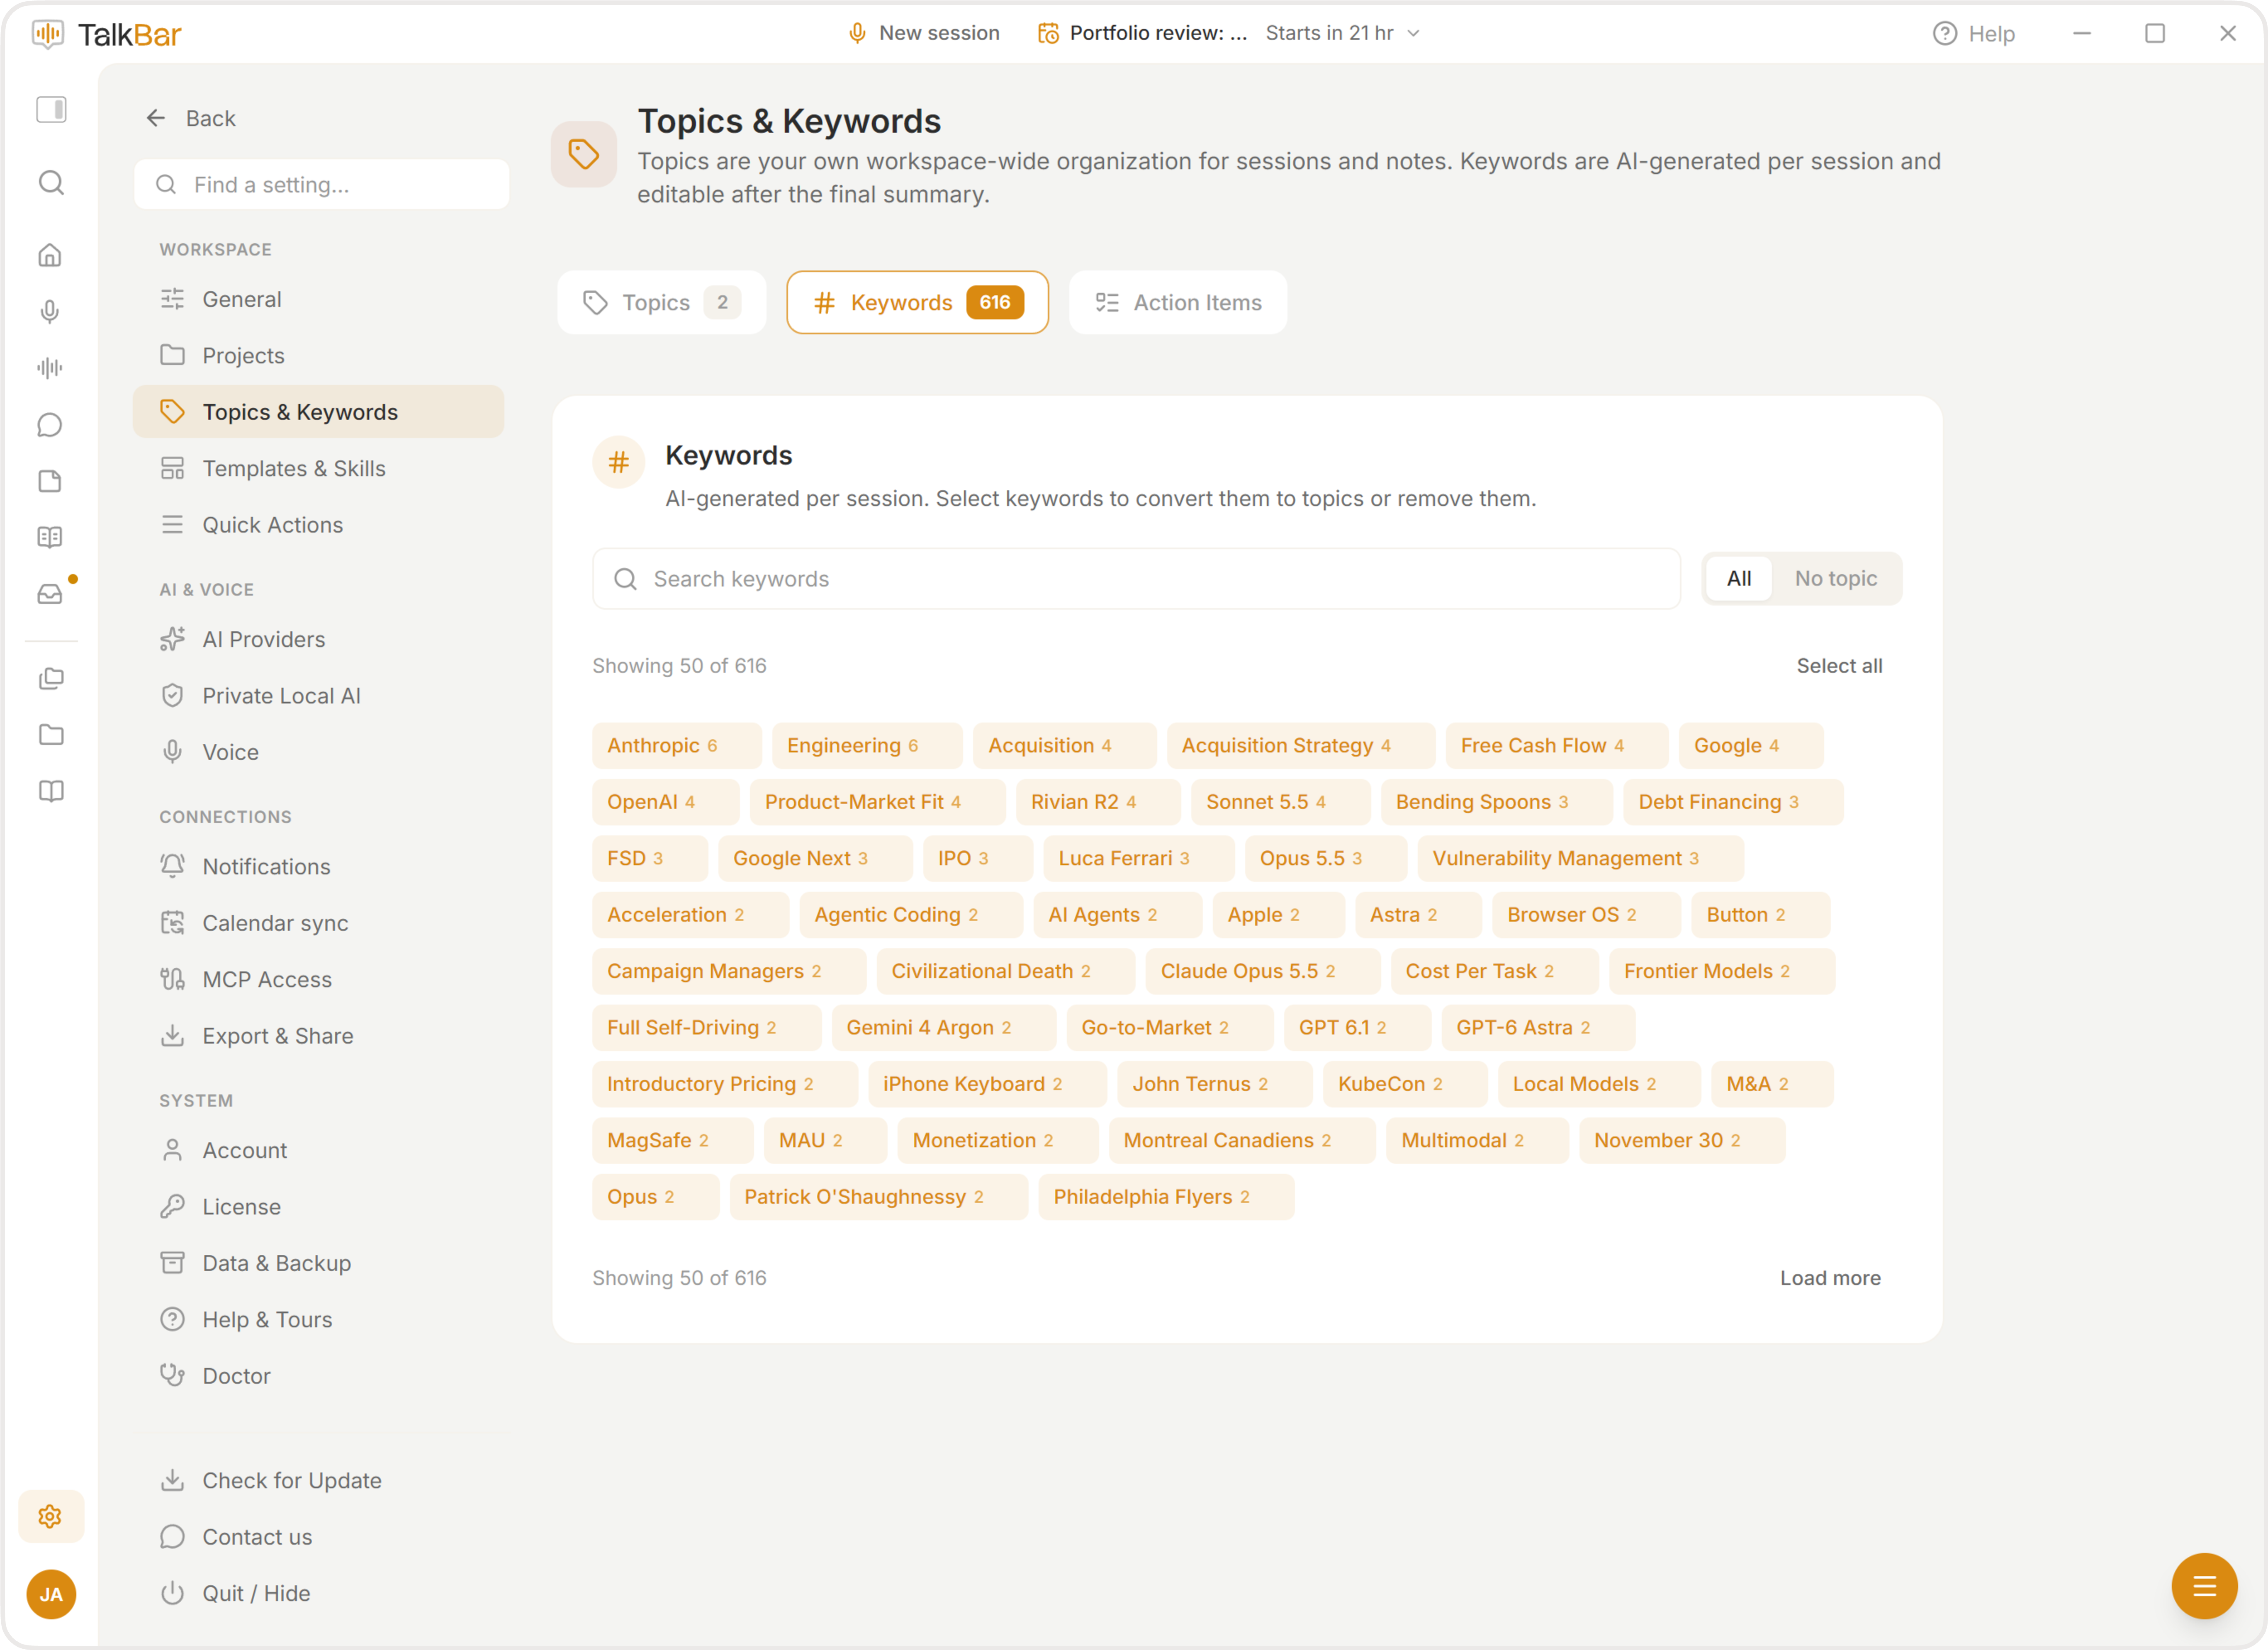 TalkBar
New session
Portfolio review: ... Starts in 21 hr
Help
Back
Find a setting...
WORKSPACE
General
Projects
Topics & Keywords
Templates & Skills
Quick Actions
AI & VOICE
AI Providers
Private Local AI
Voice
CONNECTIONS
Notifications
Calendar sync
MCP Access
Export & Share
SYSTEM
Account
License
Data & Backup
Help & Tours
Doctor
Check for Update
Contact us
Quit / Hide
JA
Topics & Keywords
Topics are your own workspace-wide organization for sessions and notes. Keywords are AI-generated per session and
editable after the final summary.
Topics 2
Keywords 616
Action Items
Keywords
AI-generated per session. Select keywords to convert them to topics or remove them.
Search keywords
All No topic
Showing 50 of 616
Select all
Anthropic 6 Engineering 6 Acquisition 4 Acquisition Strategy 4 Free Cash Flow 4 Google 4
OpenAI 4 Product-Market Fit 4 Rivian R2 4 Sonnet 5.5 4 Bending Spoons 3 Debt Financing 3
FSD 3 Google Next 3 IPO 3 Luca Ferrari 3 Opus 5.5 3 Vulnerability Management 3
Acceleration 2 Agentic Coding 2 AI Agents 2 Apple 2 Astra 2 Browser OS 2 Button 2
Campaign Managers 2 Civilizational Death 2 Claude Opus 5.5 2 Cost Per Task 2 Frontier Models 2
Full Self-Driving 2 Gemini 4 Argon 2 Go-to-Market 2 GPT 6.1 2 GPT-6 Astra 2
Introductory Pricing 2 iPhone Keyboard 2 John Ternus 2 KubeCon 2 Local Models 2 M&A 2
MagSafe 2 MAU 2 Monetization 2 Montreal Canadiens 2 Multimodal 2 November 30 2
Opus 2 Patrick O'Shaughnessy 2 Philadelphia Flyers 2
Showing 50 of 616
Load more